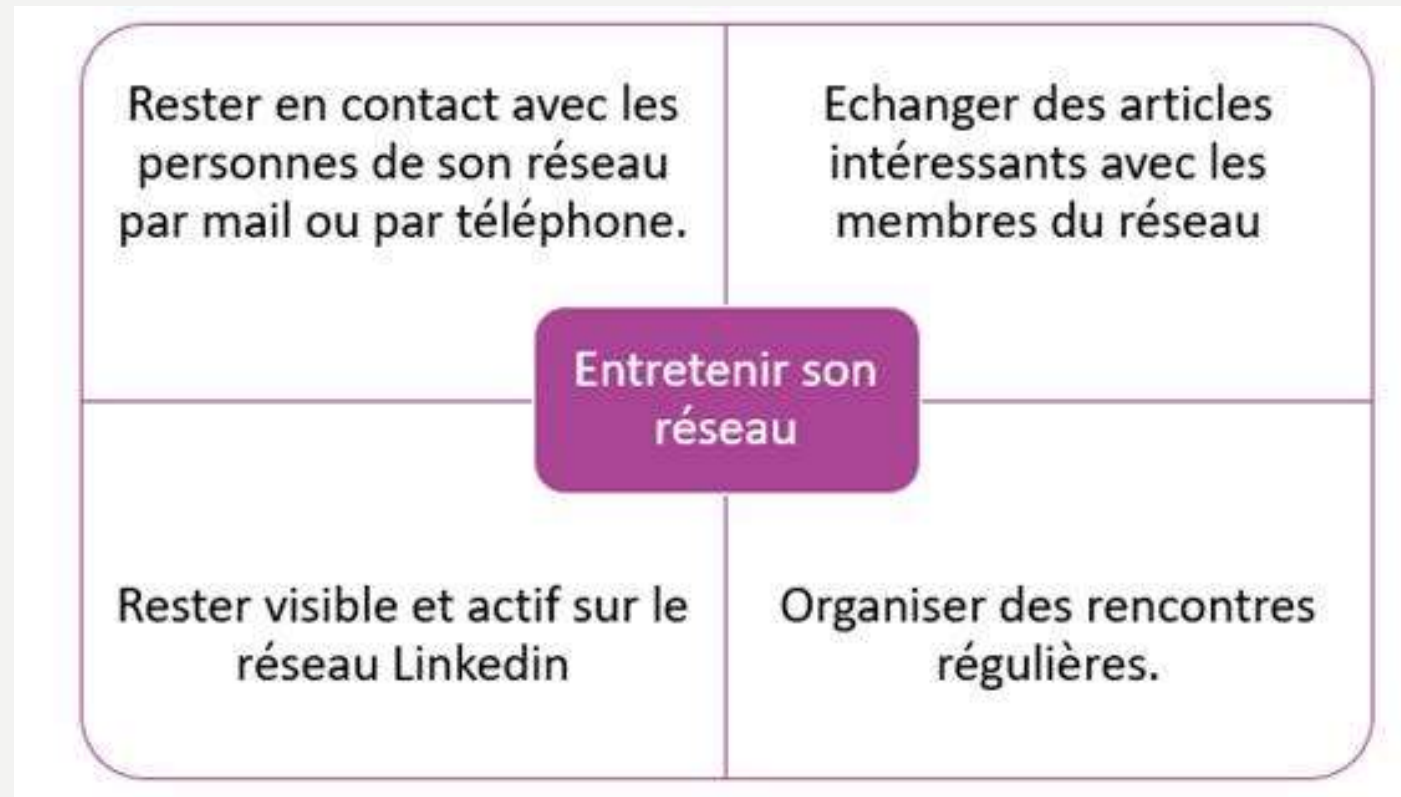 Rester en contact avec les
personnes de son réseau
par mail ou par téléphone.
Echanger des articles
intéressants avec les
membres du réseau
Entretenir son
réseau
Rester visible et actif sur le
réseau Linkedin
Organiser des rencontres
régulières.